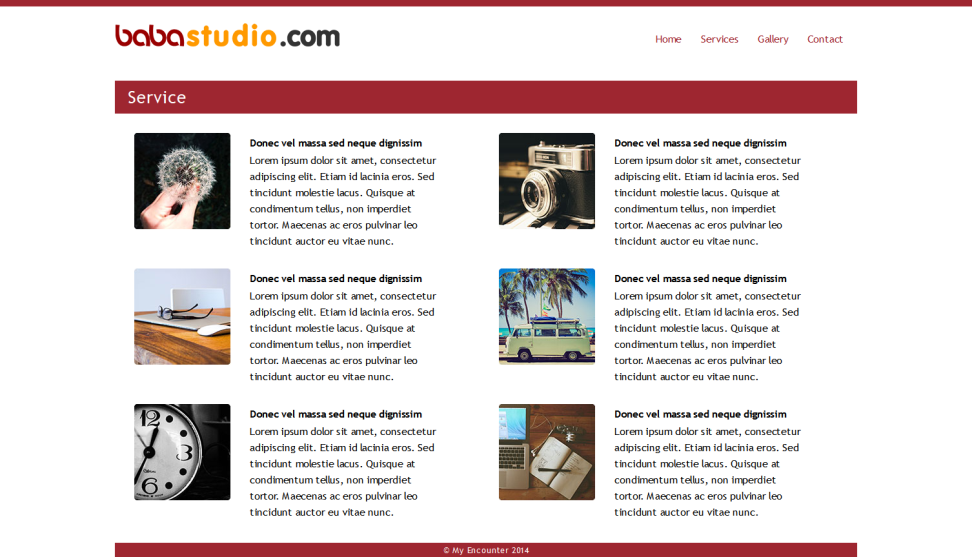 babastudio.com
Home Services Gallery Contact
Service
Donec vel massa sed neque dignissim
Lorem ipsum dolor sit amet, consectetur
adipiscing elit. Etiam id lacinia eros. Sed
tincidunt molestie lacus. Quisque at
condimentum tellus, non imperdiet
tortor. Maecenas ac eros pulvinar leo
tincidunt auctor eu vitae nunc.
Donec vel massa sed neque dignissim
Lorem ipsum dolor sit amet, consectetur
adipiscing elit. Etiam id lacinia eros. Sed
tincidunt molestie lacus. Quisque at
condimentum tellus, non imperdiet
tortor. Maecenas ac eros pulvinar leo
tincidunt auctor eu vitae nunc.
Donec vel massa sed neque dignissim
Lorem ipsum dolor sit amet, consectetur
adipiscing elit. Etiam id lacinia eros. Sed
tincidunt molestie lacus. Quisque at
condimentum tellus, non imperdiet
tortor. Maecenas ac eros pulvinar leo
tincidunt auctor eu vitae nunc.
Donec vel massa sed neque dignissim
Lorem ipsum dolor sit amet, consectetur
adipiscing elit. Etiam id lacinia eros. Sed
tincidunt molestie lacus. Quisque at
condimentum tellus, non imperdiet
tortor. Maecenas ac eros pulvinar leo
tincidunt auctor eu vitae nunc.
12
3
6
Donec vel massa sed neque dignissim
Lorem ipsum dolor sit amet, consectetur
adipiscing elit. Etiam id lacinia eros. Sed
tincidunt molestie lacus. Quisque at
condimentum tellus, non imperdiet
tortor. Maecenas ac eros pulvinar leo
tincidunt auctor eu vitae nunc.
Donec vel massa sed neque dignissim
Lorem ipsum dolor sit amet, consectetur
adipiscing elit. Etiam id lacinia eros. Sed
tincidunt molestie lacus. Quisque at
condimentum tellus, non imperdiet
tortor. Maecenas ac eros pulvinar leo
tincidunt auctor eu vitae nunc.
© My Encounter 2014